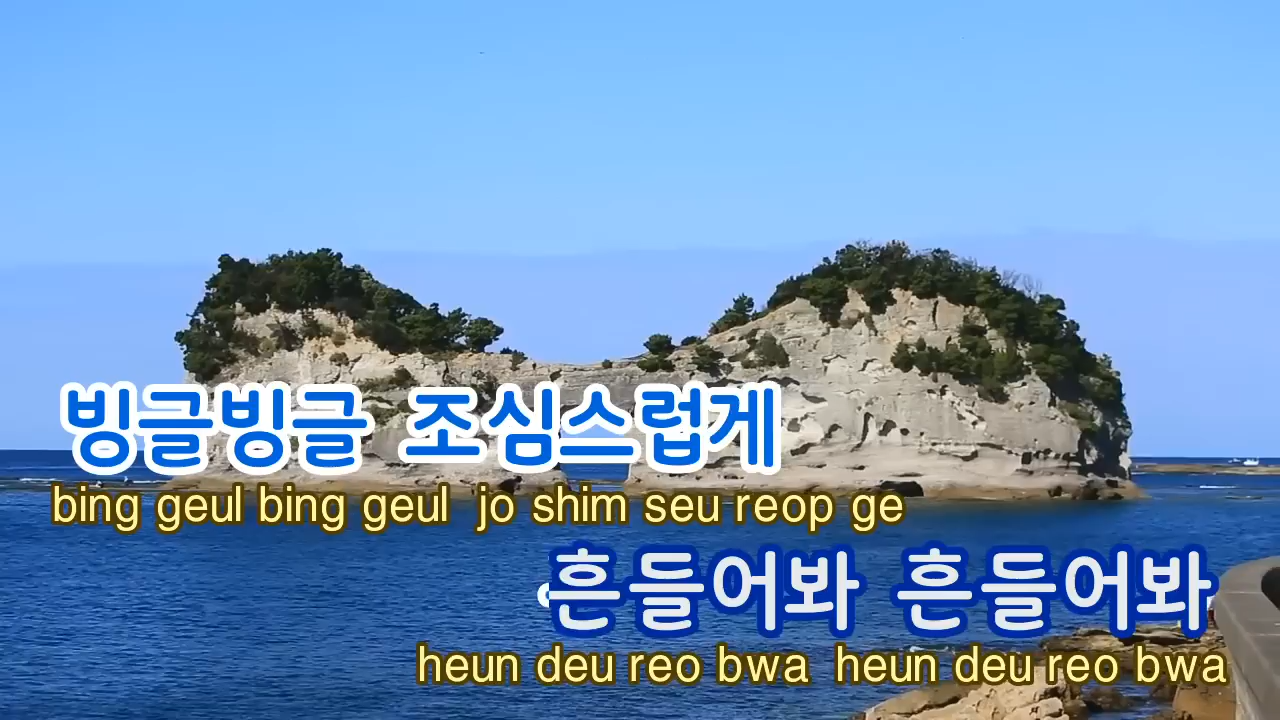 빙글빙글 조심스럽게
bing geul bing geul jo shim seu reop ge
흔들어봐 흔들어봐
heun deu reo bwa heun deu reo bwa